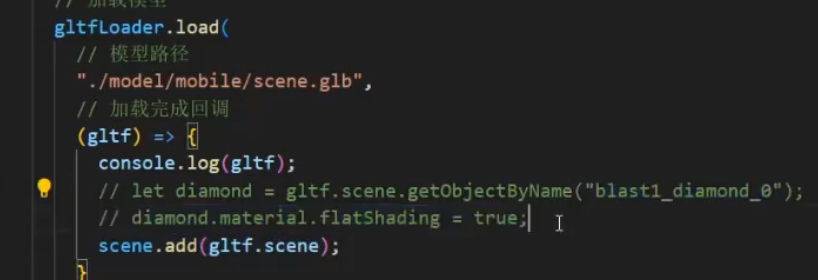 // 加载模型
gltfLoader.load(
// 模型路径
"./model/mobile/scene.glb",
// 加载完成回调
(gltf) => {
console.log(gltf);
// let diamond = gltf.scene.getObjectByName("blast1_diamond_0");
// diamond.material.flatShading = true;
scene.add(gltf.scene);
}